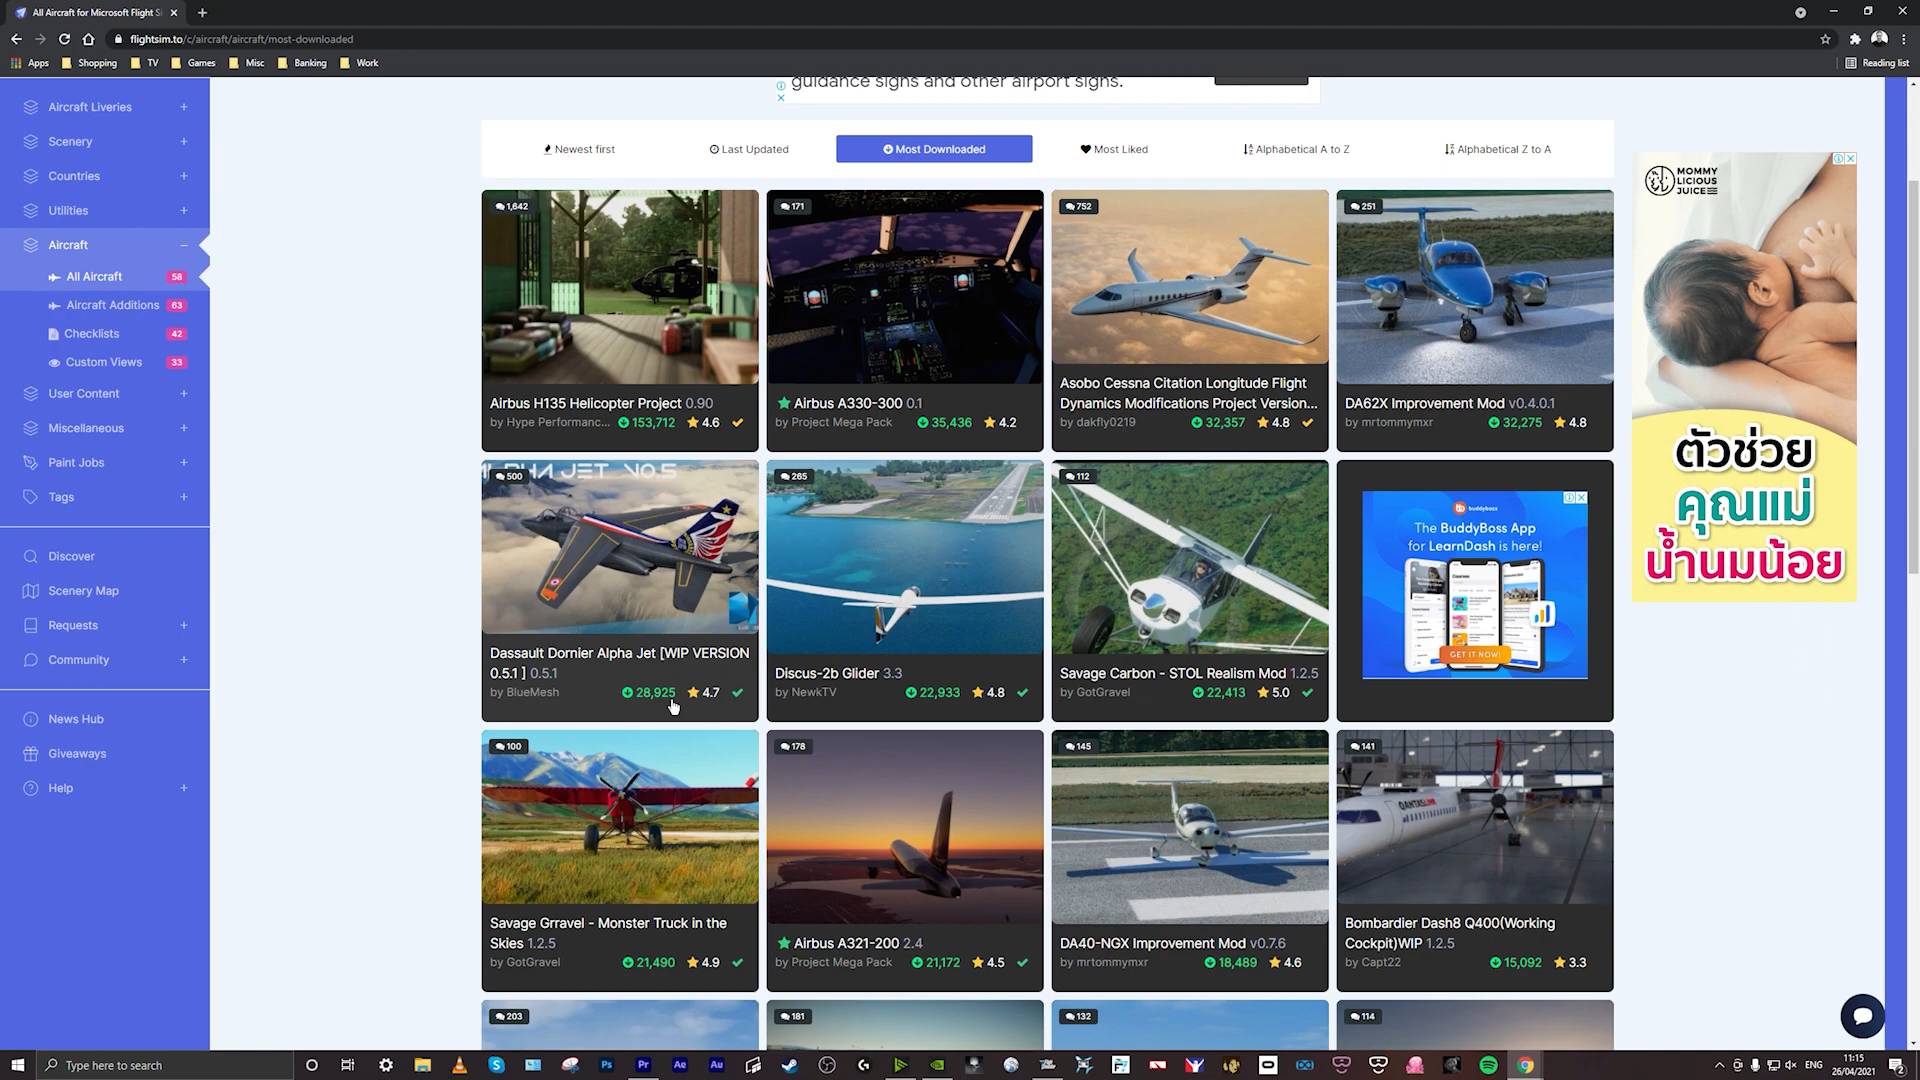 All Aircraft for Microsoft Flight Si
flightsim.to/c/aircraft/aircraft/most-downloaded
Apps
Shopping
TV
Games
Misc
Banking
Work
Reading list
Aircraft Liveries
Scenery
Countries
Utilities
Aircraft
All Aircraft 58
Aircraft Additions 63
Checklists 42
Custom Views 33
User Content
Miscellaneous
Paint Jobs
Tags
Discover
Scenery Map
Requests
Community
News Hub
Giveaways
Help
guidance signs and other airport signs.
Newest first
Last Updated
Most Downloaded
Most Liked
Alphabetical A to Z
Alphabetical Z to A
1,642
Airbus H135 Helicopter Project 0.90
by Hype Performanc... 153,712 4.6
171
Airbus A330-300 0.1
by Project Mega Pack 35,436 4.2
752
Asobo Cessna Citation Longitude Flight
Dynamics Modifications Project Version...
by dakfly0219 32,357 4.8
251
DA62X Improvement Mod v0.4.0.1
by mrtommymxr 32,275 4.8
ALPHA JET V0.5
500
Dassault Dornier Alpha Jet [WIP VERSION
0.5.1 ] 0.5.1
by BlueMesh 28,925 4.7
265
Discus-2b Glider 3.3
by NewkTV 22,933 4.8
112
Savage Carbon - STOL Realism Mod 1.2.5
by GotGravel 22,413 5.0
buddyboss
The BuddyBoss App
for LearnDash is here!
Courses
GET IT NOW!
100
Savage Grravel - Monster Truck in the
Skies 1.2.5
by GotGravel 21,490 4.9
178
Airbus A321-200 2.4
by Project Mega Pack 21,172 4.5
145
DA40-NGX Improvement Mod v0.7.6
by mrtommymxr 18,489 4.6
141
QANTASLINK
Bombardier Dash8 Q400(Working
Cockpit)WIP 1.2.5
by Capt22 15,092 3.3
203
181
132
114
MOMMY
LICIOUS
JUICE
ตัวช่วย
คุณแม่
น้ำนมน้อย
Type here to search
Ps
Pr
Ae
Au
ENG
11:15
26/04/2021
2